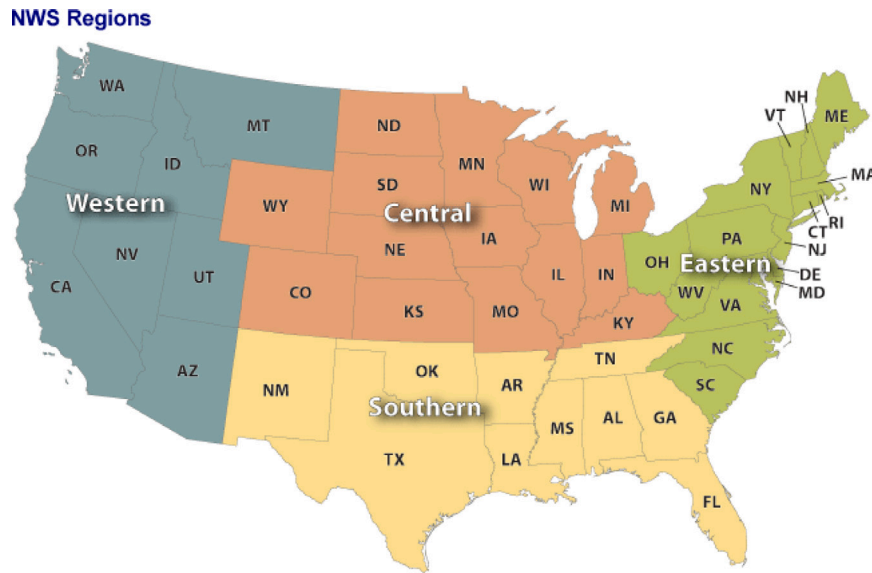 NWS Regions
WA
MT
ND
MN
OR
ID
SD
WI
MI
NH
VT
ME
MA
NY
Western
WY
Central
CT
RI
NV
UT
NE
IA
PA
NJ
CA
CO
IL
IN
OH
Eastern
DE
MD
WV
VA
KS
MO
KY
AZ
NM
OK
AR
TN
NC
SC
Southern
TX
LA
MS
AL
GA
FL